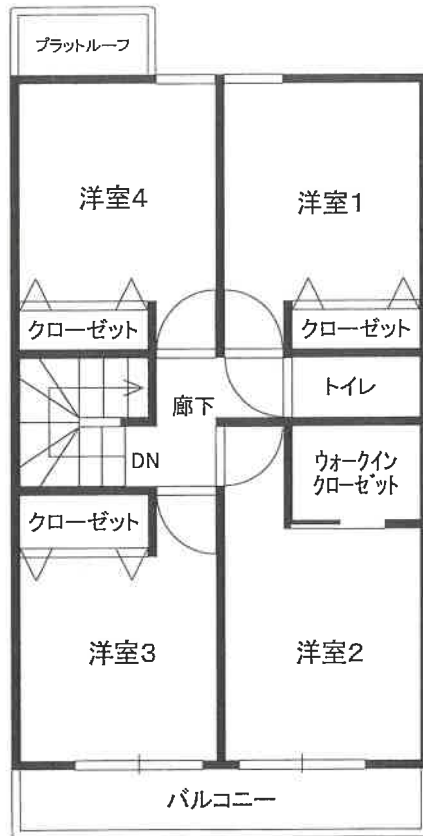 プラットルーフ
洋室4
洋室1
クローゼット
クローゼット
トイレ
廊下
DN
ウォークイン
クローゼット
クローゼット
洋室3
洋室2
バルコニー